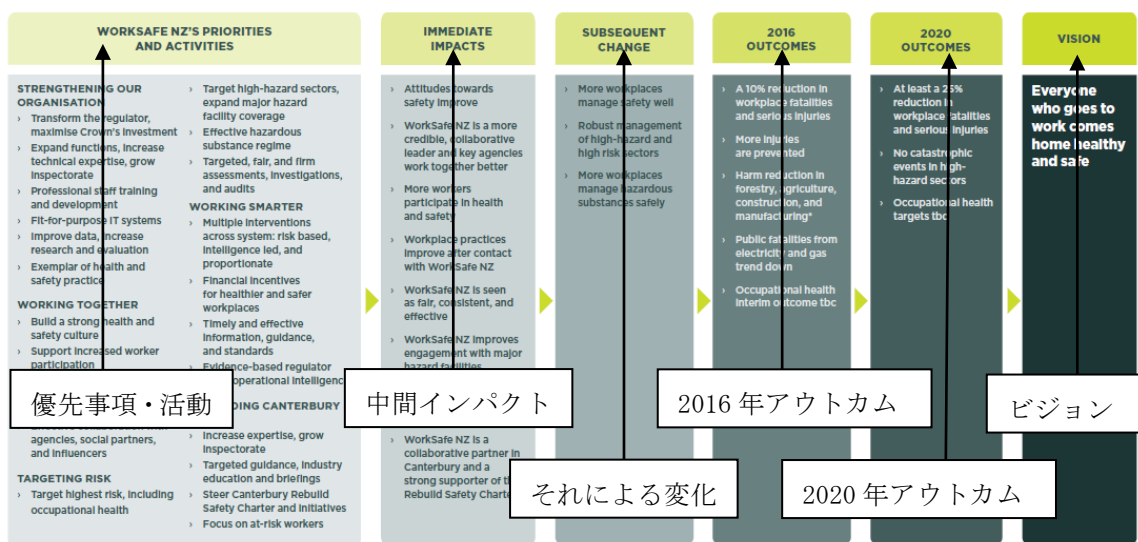 WORKSAFE NZ'S PRIORITIES
AND ACTIVITIES
STRENGTHENING OUR
ORGANISATION
› Transform the regulator,
maximise Crown's investment
› Expand functions, increase
technical expertise, grow
inspectorate
› Professional staff training
and development
› Fit-for-purpose IT systems
› Improve data, increase
research and evaluation
› Exemplar of health and
safety practice
WORKING TOGETHER
› Build a strong health and
safety culture
› Support increased worker
participation
agencies, social partners,
and influencers
TARGETING RISK
› Target highest risk, including
occupational health
› Target high-hazard sectors,
expand major hazard
facility coverage
› Effective hazardous
substance regime
› Targeted, fair, and firm
assessments, investigations,
and audits
WORKING SMARTER
› Multiple interventions
across system: risk based,
intelligence led, and
proportionate
› Financial incentives
for healthier and safer
workplaces
› Timely and effective
information, guidance,
and standards
› Evidence-based regulator
operational intelligence
CANTERBURY
› Increase expertise, grow
inspectorate
› Targeted guidance, industry
education and briefings
› Steer Canterbury Rebuild
Safety Charter and initiatives
› Focus on at-risk workers
優先事項・活動
IMMEDIATE
IMPACTS
› Attitudes towards
safety improve
› WorkSafe NZ is a more
credible, collaborative
leader and key agencies
work together better
› More workers
participate in health
and safety
› Workplace practices
improve after contact
with WorkSafe NZ
› WorkSafe NZ is seen
as fair, consistent, and
effective
› WorkSafe NZ improves
engagement with major
hazard facilities
中間インパクト
› WorkSafe NZ is a
collaborative partner in
Canterbury and a
strong supporter of the
Rebuild Safety Charter
SUBSEQUENT
CHANGE
› More workplaces
manage safety well
› Robust management
of high-hazard and
high risk sectors
› More workplaces
manage hazardous
substances safely
それによる変化
2016
OUTCOMES
› A 10% reduction in
workplace fatalities
and serious injuries
› More injuries
are prevented
› Harm reduction in
forestry, agriculture,
construction, and
manufacturing*
› Public fatalities from
electricity and gas
trend down
› Occupational health
interim outcome tbc
2016 年アウトカム
2020
OUTCOMES
› At least a 25%
reduction in
workplace fatalities
and serious injuries
› No catastrophic
events in high-
hazard sectors
› Occupational health
targets tbc
2020 年アウトカム
VISION
Everyone
who goes to
work comes
home healthy
and safe
ビジョン